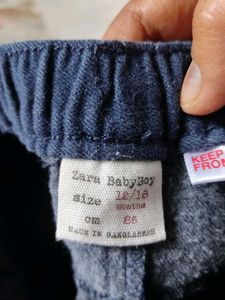 Zara BabyBoy
size 12/18
months
cm 86
MADE IN BANGLADESH
KEEP
FROM